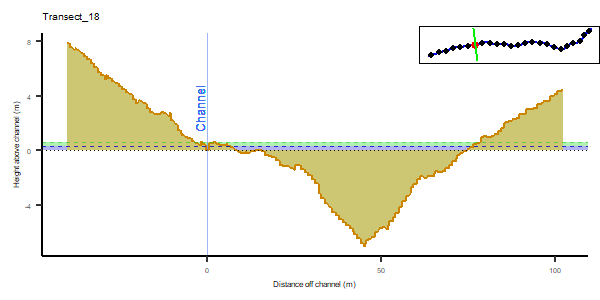 Transect_18
Channel
Height above channel (m)
8
4
0
-4
0
50
100
Distance off channel (m)